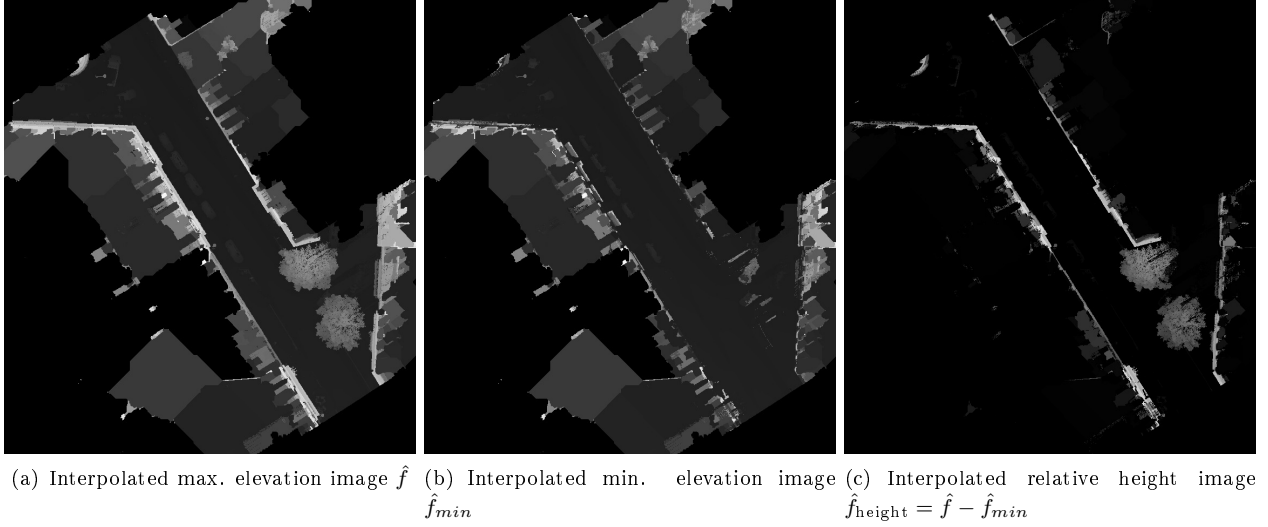 (a) Interpolated max. elevation image f̂
(b) Interpolated min. elevation image
f̂_min
(c) Interpolated relative height image
f̂_height = f̂ − f̂_min